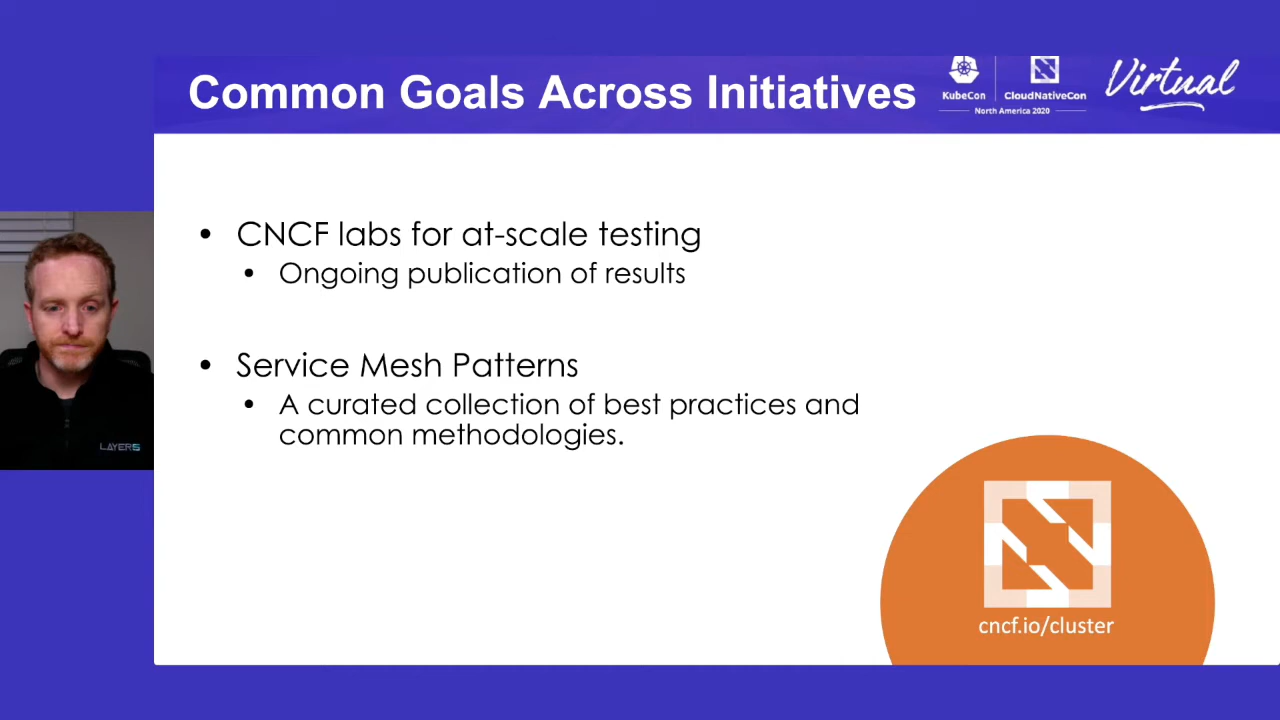 Common Goals Across Initiatives
KubeCon
CloudNativeCon
North America 2020
Virtual
• CNCF labs for at-scale testing
• Ongoing publication of results
• Service Mesh Patterns
• A curated collection of best practices and
common methodologies.
LAYER5
cncf.io/cluster